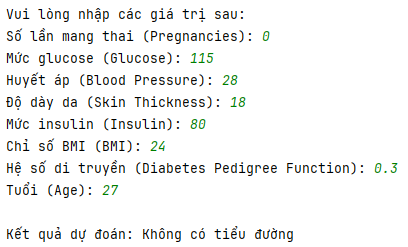 Vui lòng nhập các giá trị sau:
Số lần mang thai (Pregnancies): 0
Mức glucose (Glucose): 115
Huyết áp (Blood Pressure): 28
Độ dày da (Skin Thickness): 18
Mức insulin (Insulin): 80
Chỉ số BMI (BMI): 24
Hệ số di truyền (Diabetes Pedigree Function): 0.3
Tuổi (Age): 27
Kết quả dự đoán: Không có tiểu đường